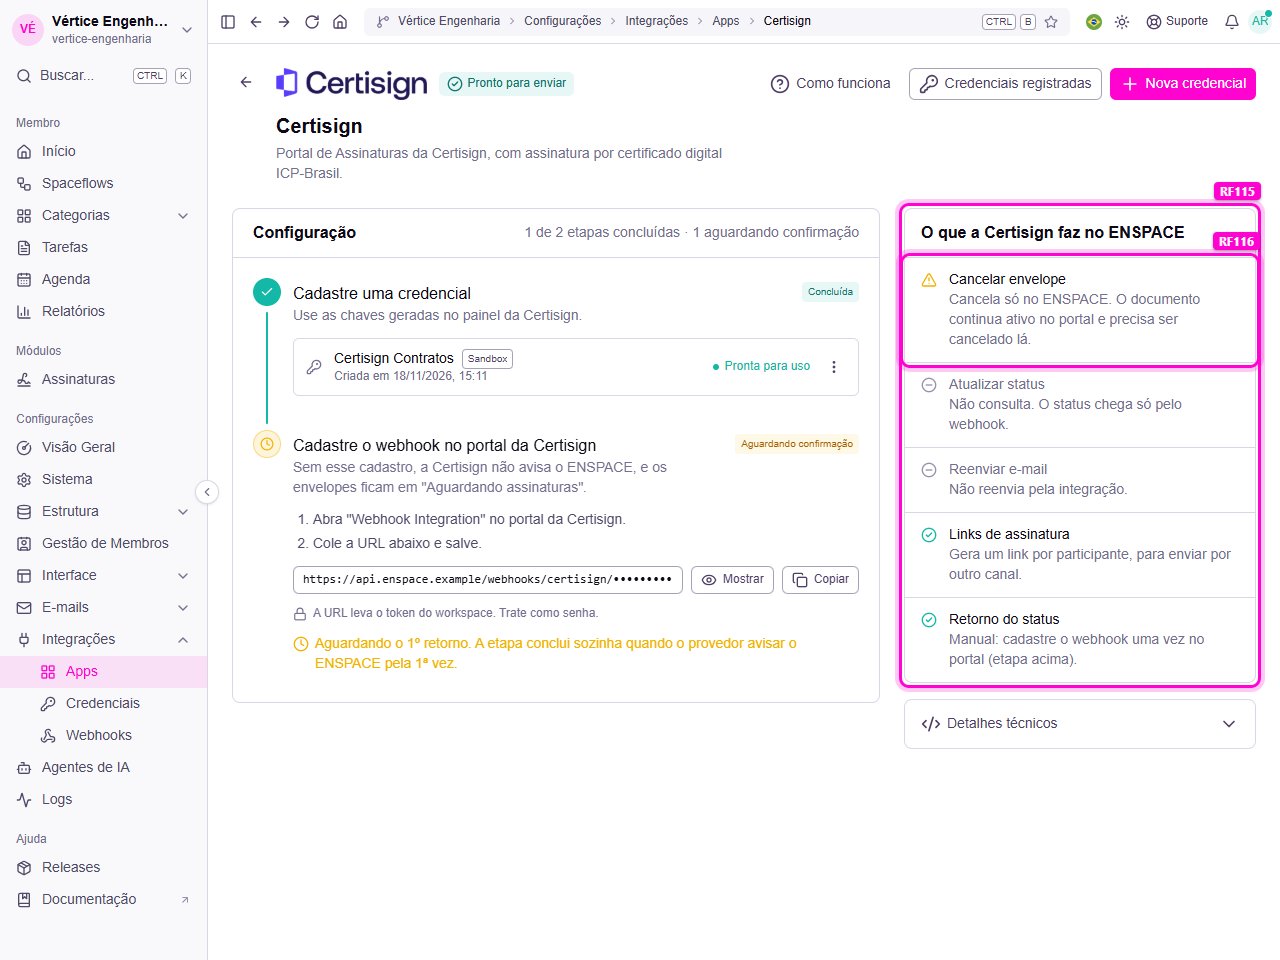 VÉ
Vértice Engenh...
vertice-engenharia
Buscar...
CTRL K
Membro
Início
Spaceflows
Categorias
Tarefas
Agenda
Relatórios
Módulos
Assinaturas
Configurações
Visão Geral
Sistema
Estrutura
Gestão de Membros
Interface
E-mails
Integrações
Apps
Credenciais
Webhooks
Agentes de IA
Logs
Ajuda
Releases
Documentação
Vértice Engenharia
Configurações
Integrações
Apps
Certisign
CTRL B
Suporte
AR
Certisign
Pronto para enviar
Como funciona
Credenciais registradas
Nova credencial
Certisign
Portal de Assinaturas da Certisign, com assinatura por certificado digital
ICP-Brasil.
Configuração
1 de 2 etapas concluídas · 1 aguardando confirmação
Cadastre uma credencial
Concluída
Use as chaves geradas no painel da Certisign.
Certisign Contratos
Sandbox
Criada em 18/11/2026, 15:11
Pronta para uso
Cadastre o webhook no portal da Certisign
Aguardando confirmação
Sem esse cadastro, a Certisign não avisa o ENSPACE, e os
envelopes ficam em "Aguardando assinaturas".
1. Abra "Webhook Integration" no portal da Certisign.
2. Cole a URL abaixo e salve.
https://api.enspace.example/webhooks/certisign/•••••••••
Mostrar
Copiar
A URL leva o token do workspace. Trate como senha.
Aguardando o 1º retorno. A etapa conclui sozinha quando o provedor avisar o
ENSPACE pela 1ª vez.
RF115
O que a Certisign faz no ENSPACE
RF116
Cancelar envelope
Cancela só no ENSPACE. O documento
continua ativo no portal e precisa ser
cancelado lá.
Atualizar status
Não consulta. O status chega só pelo
webhook.
Reenviar e-mail
Não reenvia pela integração.
Links de assinatura
Gera um link por participante, para enviar por
outro canal.
Retorno do status
Manual: cadastre o webhook uma vez no
portal (etapa acima).
Detalhes técnicos